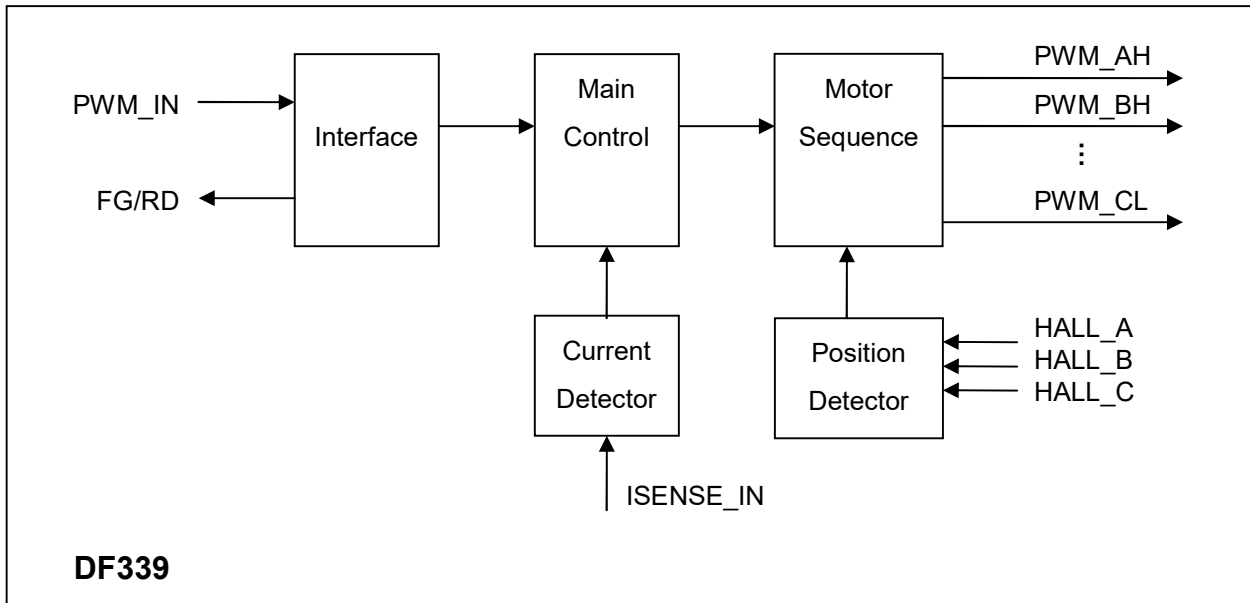 PWM_IN
FG/RD
Interface
Main
Control
Motor
Sequence
PWM_AH
PWM_BH
⋮
PWM_CL
Current
Detector
Position
Detector
HALL_A
HALL_B
HALL_C
ISENSE_IN
DF339